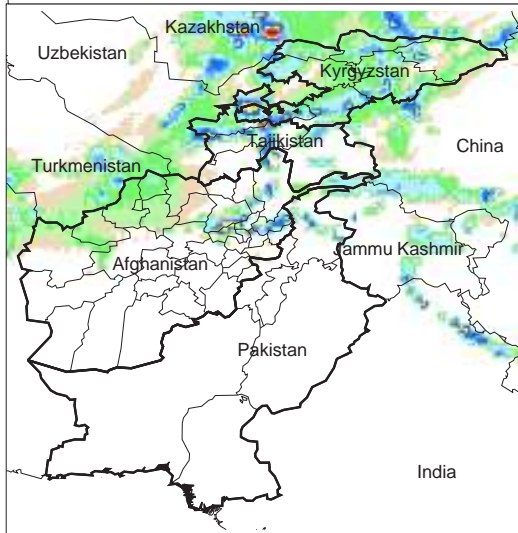 Kazakhstan
Uzbekistan
Kyrgyzstan
Tajikistan
China
Turkmenistan
Jammu Kashmir
Afghanistan
Pakistan
India